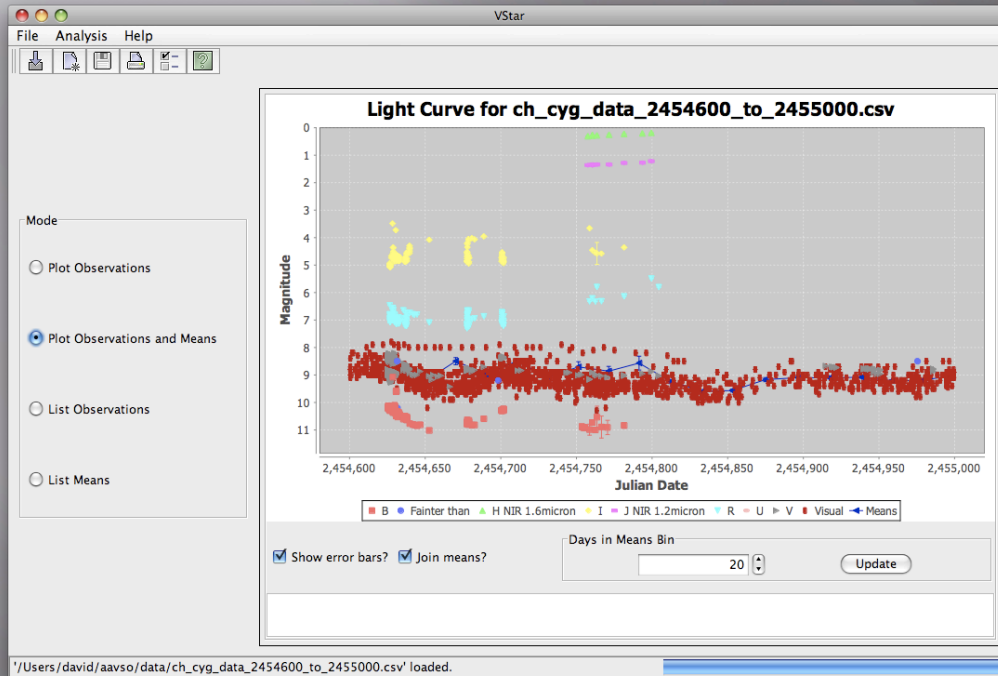 VStar
File Analysis Help
Light Curve for ch_cyg_data_2454600_to_2455000.csv
Mode
Plot Observations
Plot Observations and Means
List Observations
List Means
Magnitude
0
1
2
3
4
5
6
7
8
9
10
11
2,454,600 2,454,650 2,454,700 2,454,750 2,454,800 2,454,850 2,454,900 2,454,950 2,455,000
Julian Date
B Fainter than H NIR 1.6micron I J NIR 1.2micron R U V Visual Means
Show error bars? Join means?
Days in Means Bin
20 Update
'/Users/david/aavso/data/ch_cyg_data_2454600_to_2455000.csv' loaded.